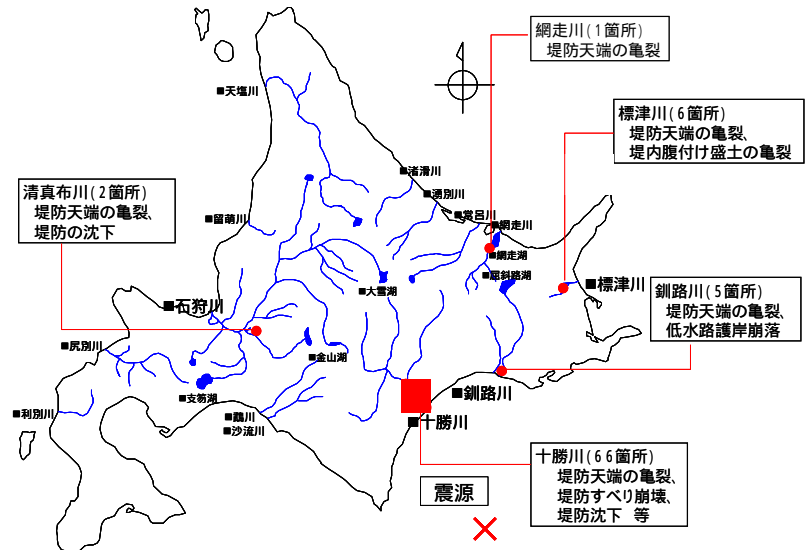 網走川(1箇所)
堤防天端の亀裂
標津川(6箇所)
堤防天端の亀裂、
堤内腹付け盛土の亀裂
清真布川(2箇所)
堤防天端の亀裂、
堤防の沈下
釧路川(5箇所)
堤防天端の亀裂、
低水路護岸崩落
十勝川(66箇所)
堤防天端の亀裂、
堤防すべり崩壊、
堤防沈下 等
震源
■天塩川
■渚滑川
■湧別川
■常呂川
■網走川
■留萌川
■網走湖
■屈斜路湖
■標津川
■大雪湖
■石狩川
■尻別川
■金山湖
■支笏湖
■釧路川
■利別川
■鵡川
■沙流川
■十勝川